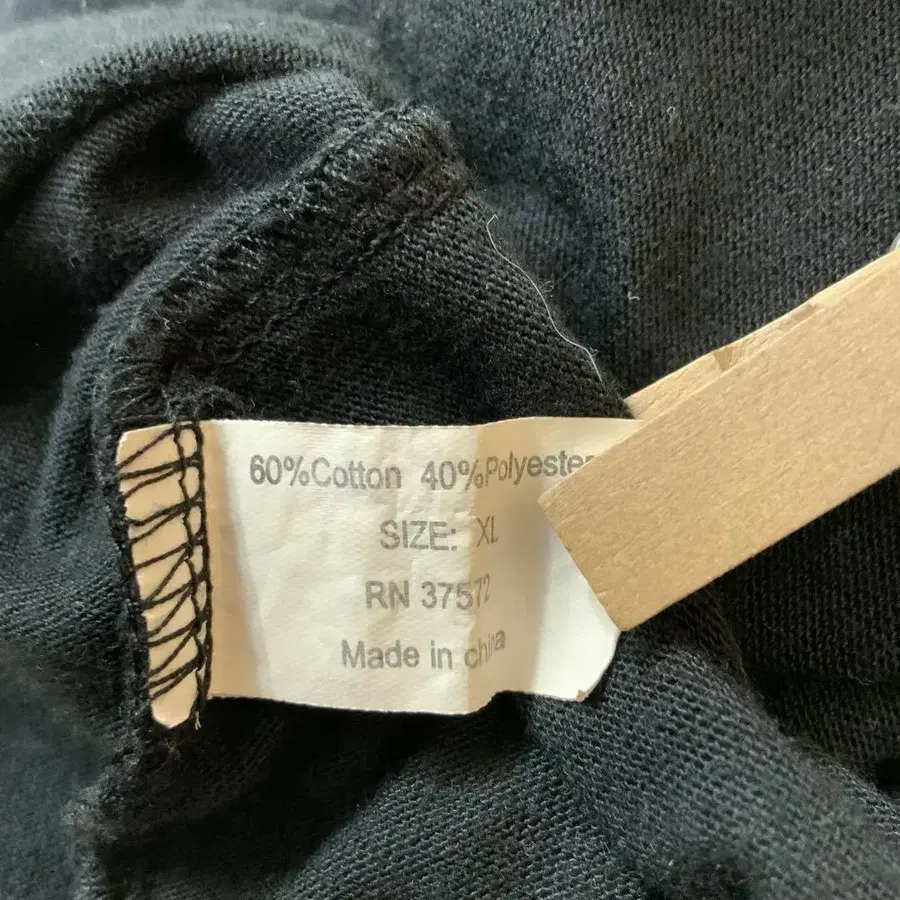 60%Cotton 40%Polyester
SIZE: XL
RN 37572
Made in china